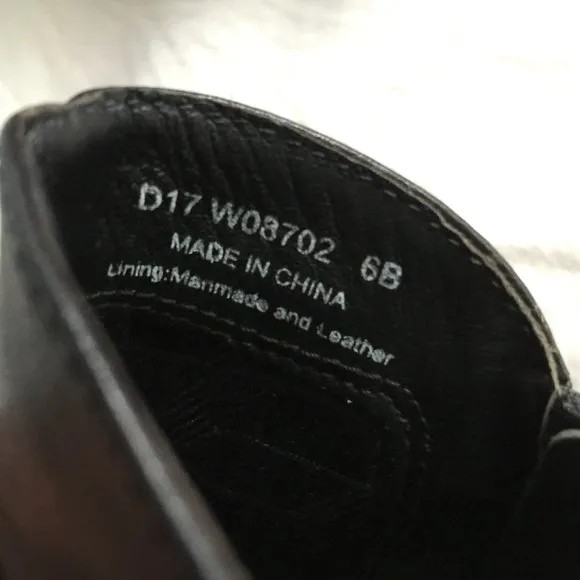 D17 W08702 6B
MADE IN CHINA
Lining:Manmade and Leather